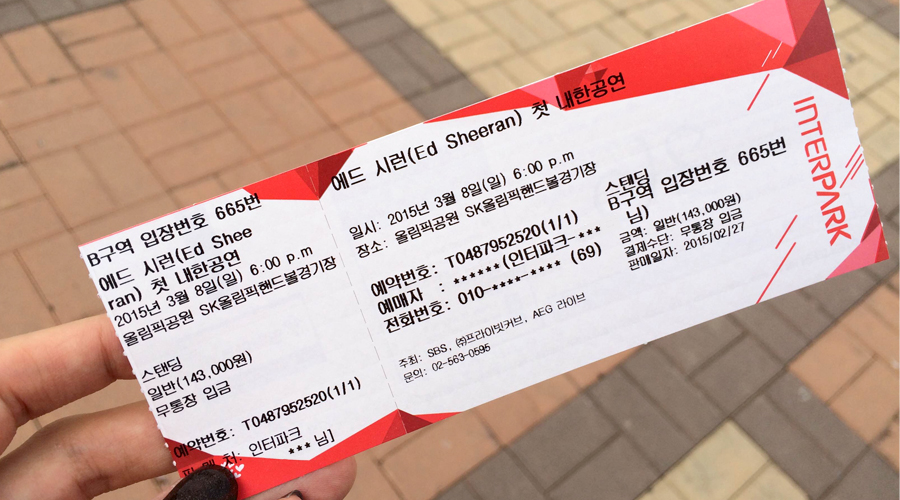 B구역 입장번호 665번
에드 시런(Ed Shee
ran) 첫 내한공연
2015년 3월 8일(일) 6:00 p.m
올림픽공원 SK올림픽핸드볼경기장
스탠딩
일반(143,000원)
무통장 입금
예약번호: T0487952520(1/1)
인터파크
***님]
에드 시런(Ed Sheeran) 첫 내한공연
일시: 2015년 3월 8일(일) 6:00 p.m
장소: 올림픽공원 SK올림픽핸드볼경기장
예약번호: T0487952520(1/1)
예매자 : ******(인터파크-***
님)
전화번호: 010-****-**** (69)
주최: SBS, ㈜프라이빗커브, AEG 라이브
문의: 02-563-0595
스탠딩
B구역 입장번호 665번
금액: 일반(143,000원)
결제수단: 무통장 입금
판매일자: 2015/02/27
INTERPARK